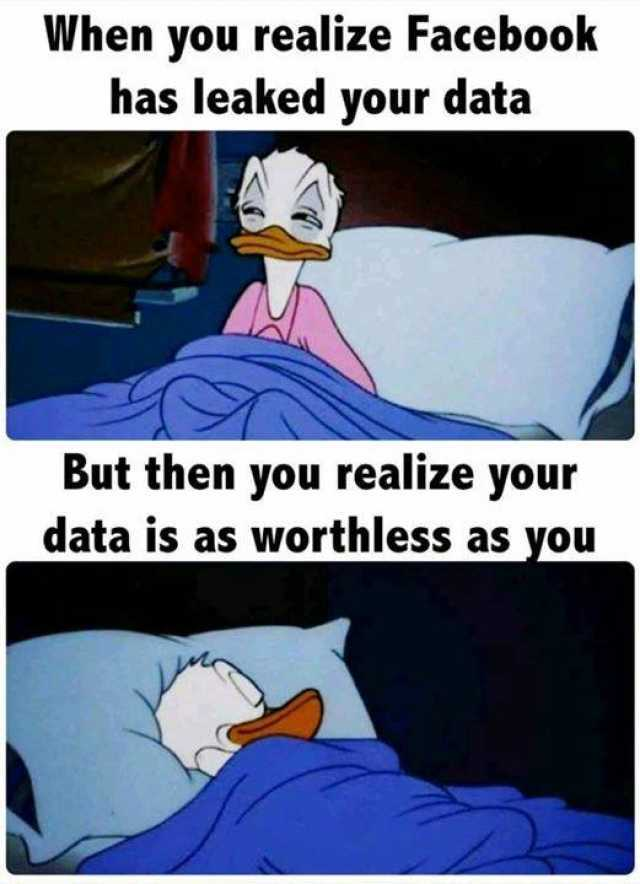 When you realize Facebook
has leaked your data
But then you realize your
data is as worthless as you